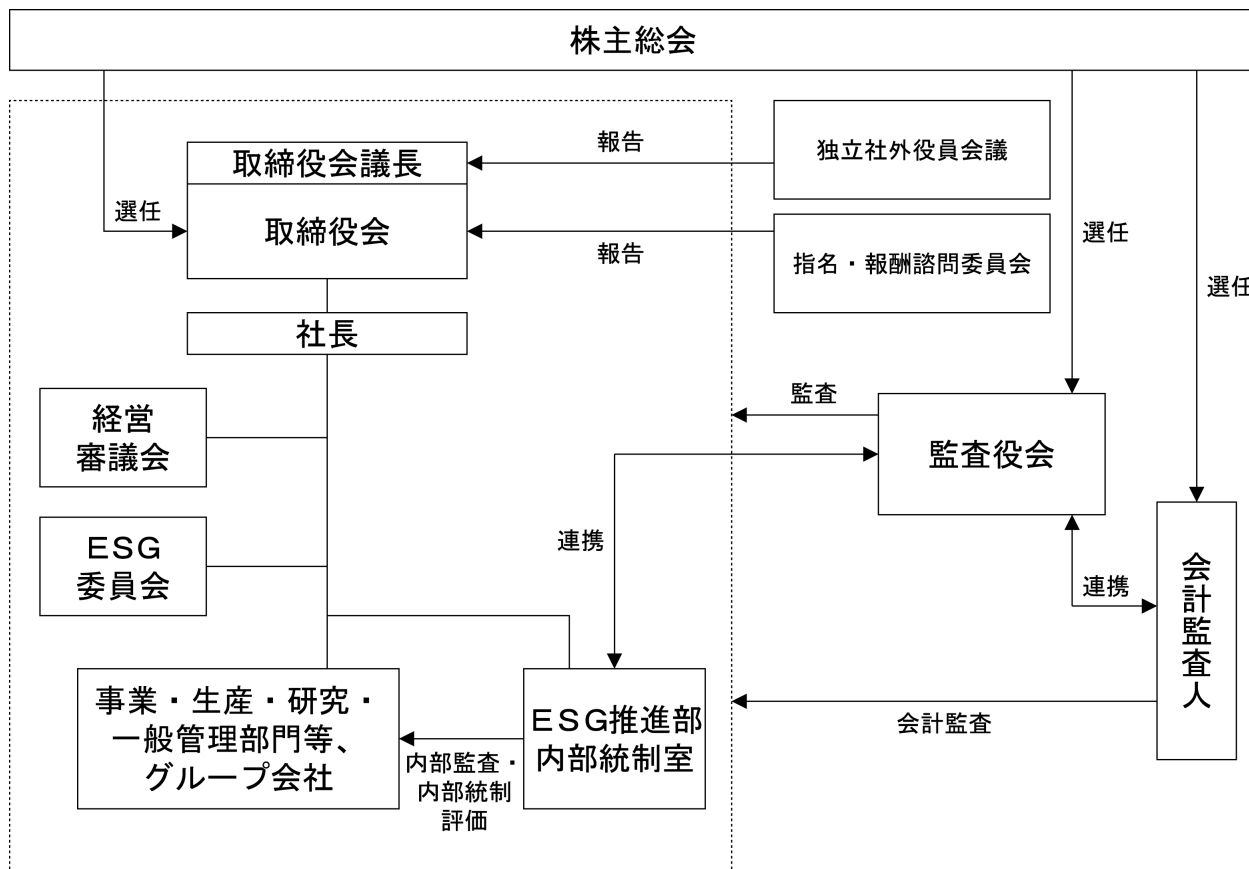 株主総会
取締役会議長
取締役会
選任
報告
報告
独立社外役員会議
指名・報酬諮問委員会
選任
選任
社長
経営
審議会
ESG
委員会
監査
監査役会
連携
連携
会計監査人
会計監査
事業・生産・研究・
一般管理部門等、
グループ会社
ESG推進部
内部統制室
内部監査・
内部統制
評価